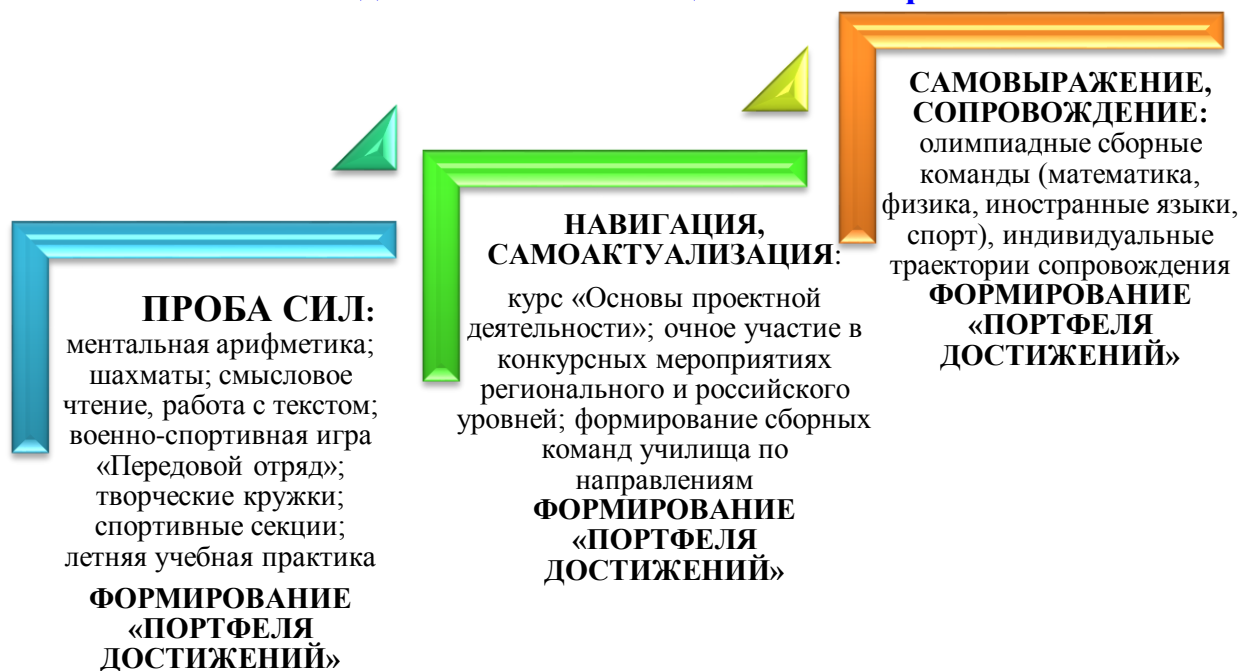 ПРОБА СИЛ:
ментальная арифметика;
шахматы; смысловое
чтение, работа с текстом;
военно-спортивная игра
«Передовой отряд»;
творческие кружки;
спортивные секции;
летняя учебная практика
ФОРМИРОВАНИЕ
«ПОРТФЕЛЯ
ДОСТИЖЕНИЙ»
НАВИГАЦИЯ,
САМОАКТУАЛИЗАЦИЯ:
курс «Основы проектной
деятельности»; очное участие в
конкурсных мероприятиях
регионального и российского
уровней; формирование сборных
команд училища по
направлениям
ФОРМИРОВАНИЕ
«ПОРТФЕЛЯ
ДОСТИЖЕНИЙ»
САМОВЫРАЖЕНИЕ,
СОПРОВОЖДЕНИЕ:
олимпиадные сборные
команды (математика,
физика, иностранные языки,
спорт), индивидуальные
траектории сопровождения
ФОРМИРОВАНИЕ
«ПОРТФЕЛЯ
ДОСТИЖЕНИЙ»